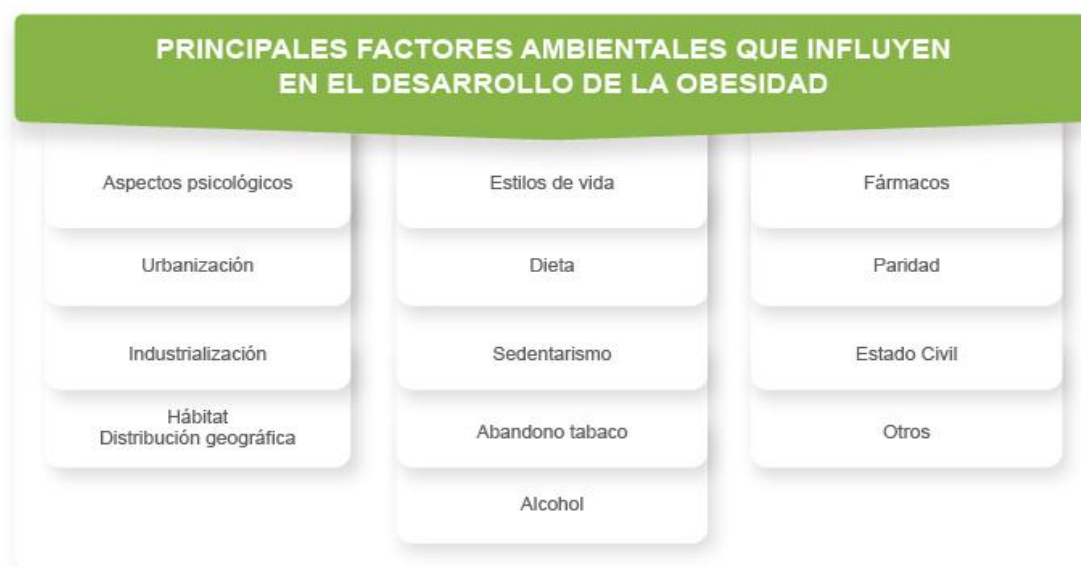 PRINCIPALES FACTORES AMBIENTALES QUE INFLUYEN
EN EL DESARROLLO DE LA OBESIDAD
Aspectos psicológicos
Urbanización
Industrialización
Hábitat
Distribución geográfica
Estilos de vida
Dieta
Sedentarismo
Abandono tabaco
Alcohol
Fármacos
Paridad
Estado Civil
Otros